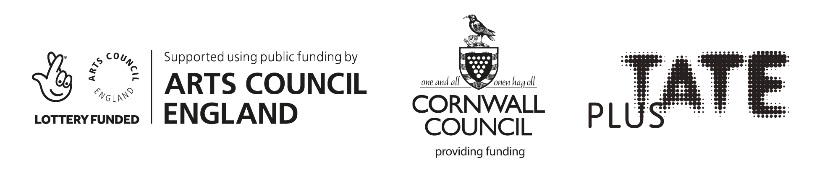 ARTS COUNCIL
ENGLAND
LOTTERY FUNDED
Supported using public funding by
ARTS COUNCIL
ENGLAND
one and all onen hag oll
CORNWALL
COUNCIL
providing funding
PLUS TATE